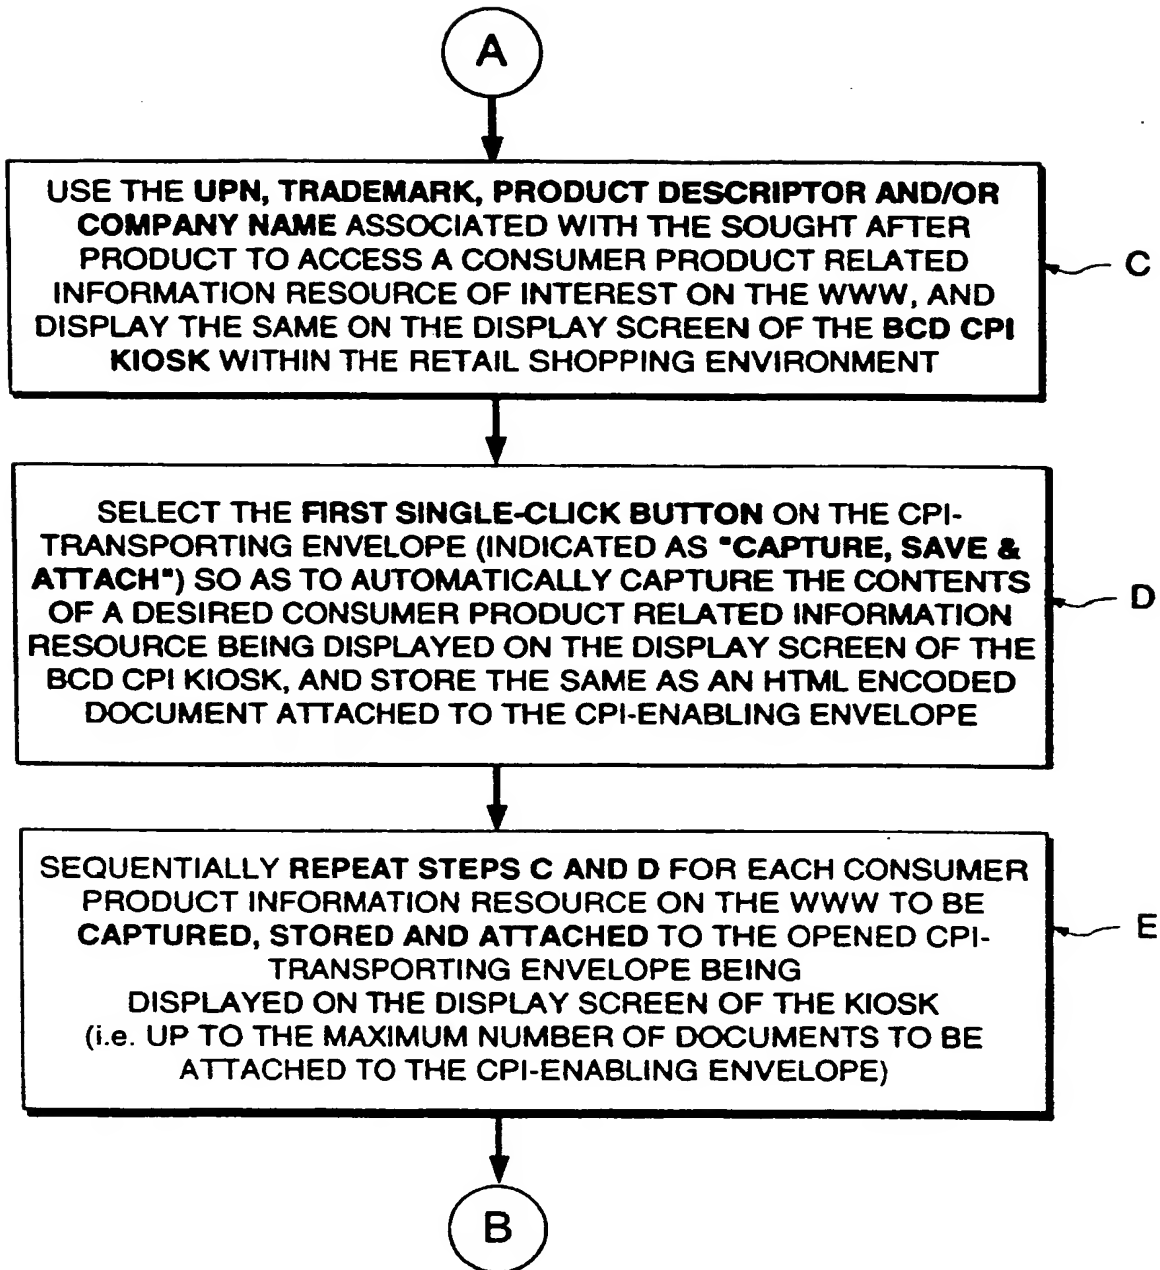 A
USE THE UPN, TRADEMARK, PRODUCT DESCRIPTOR AND/OR
COMPANY NAME ASSOCIATED WITH THE SOUGHT AFTER
PRODUCT TO ACCESS A CONSUMER PRODUCT RELATED
INFORMATION RESOURCE OF INTEREST ON THE WWW, AND
DISPLAY THE SAME ON THE DISPLAY SCREEN OF THE BCD CPI
KIOSK WITHIN THE RETAIL SHOPPING ENVIRONMENT
C
SELECT THE FIRST SINGLE-CLICK BUTTON ON THE CPI-
TRANSPORTING ENVELOPE (INDICATED AS "CAPTURE, SAVE &
ATTACH") SO AS TO AUTOMATICALLY CAPTURE THE CONTENTS
OF A DESIRED CONSUMER PRODUCT RELATED INFORMATION
RESOURCE BEING DISPLAYED ON THE DISPLAY SCREEN OF THE
BCD CPI KIOSK, AND STORE THE SAME AS AN HTML ENCODED
DOCUMENT ATTACHED TO THE CPI-ENABLING ENVELOPE
D
SEQUENTIALLY REPEAT STEPS C AND D FOR EACH CONSUMER
PRODUCT INFORMATION RESOURCE ON THE WWW TO BE
CAPTURED, STORED AND ATTACHED TO THE OPENED CPI-
TRANSPORTING ENVELOPE BEING
DISPLAYED ON THE DISPLAY SCREEN OF THE KIOSK
(i.e. UP TO THE MAXIMUM NUMBER OF DOCUMENTS TO BE
ATTACHED TO THE CPI-ENABLING ENVELOPE)
E
B